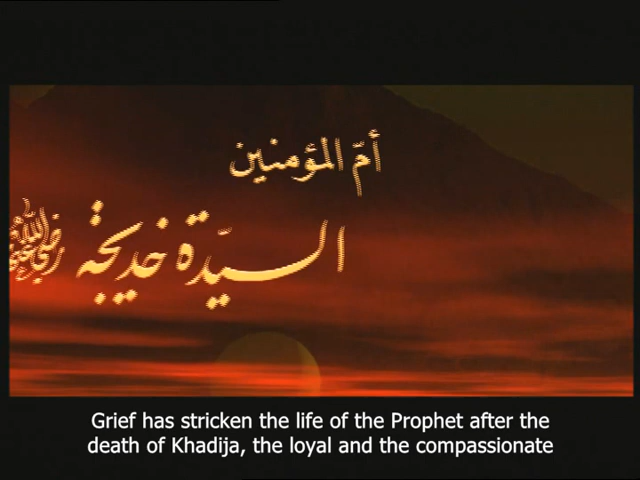 أمّ المؤمنين
السيّدة خديجة رضي الله عنها
Grief has stricken the life of the Prophet after the
death of Khadija, the loyal and the compassionate